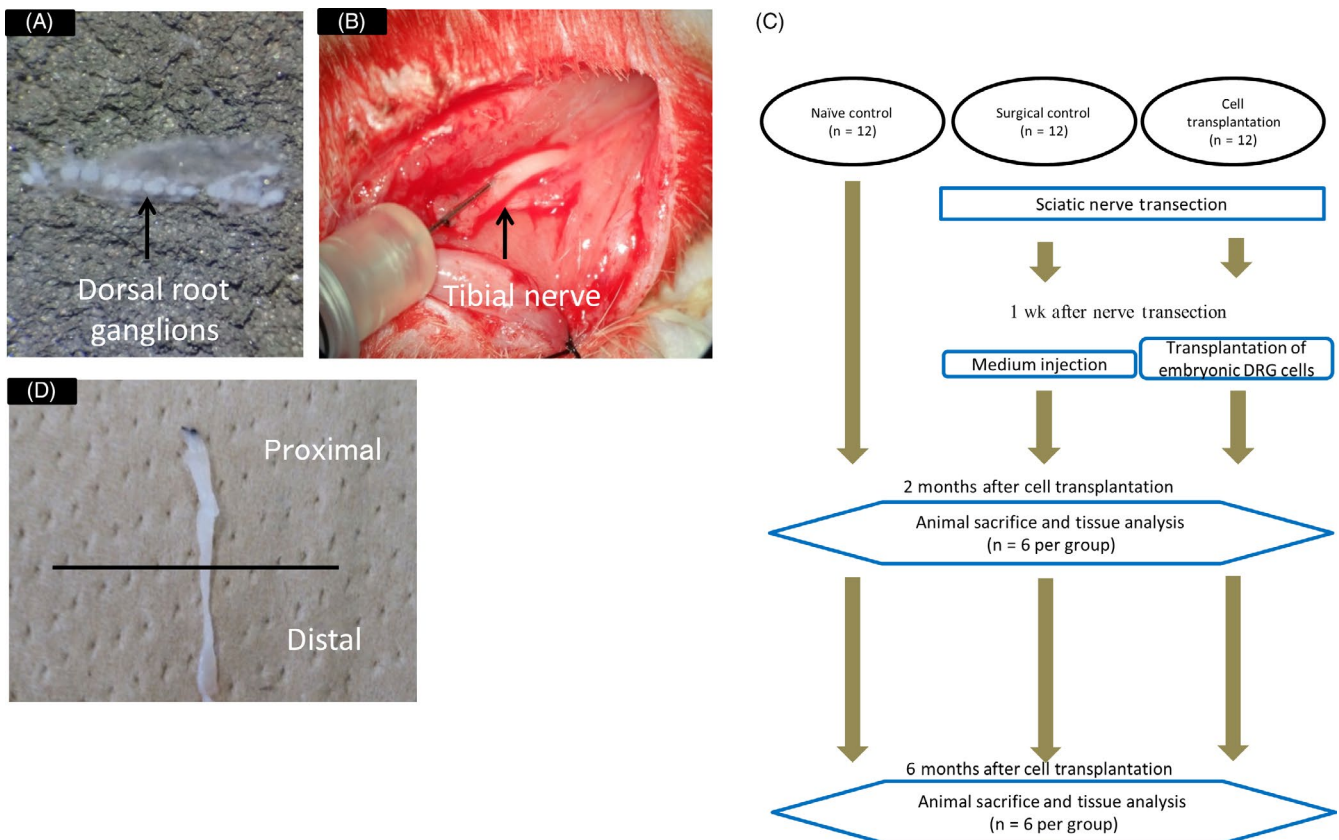 (A)
Dorsal root
ganglions
(B)
Tibial nerve
(C)
Naïve control
(n = 12)
Surgical control
(n = 12)
Cell
transplantation
(n = 12)
Sciatic nerve transection
1 wk after nerve transection
Medium injection
Transplantation of
embryonic DRG cells
2 months after cell transplantation
Animal sacrifice and tissue analysis
(n = 6 per group)
6 months after cell transplantation
Animal sacrifice and tissue analysis
(n = 6 per group)
(D)
Proximal
Distal